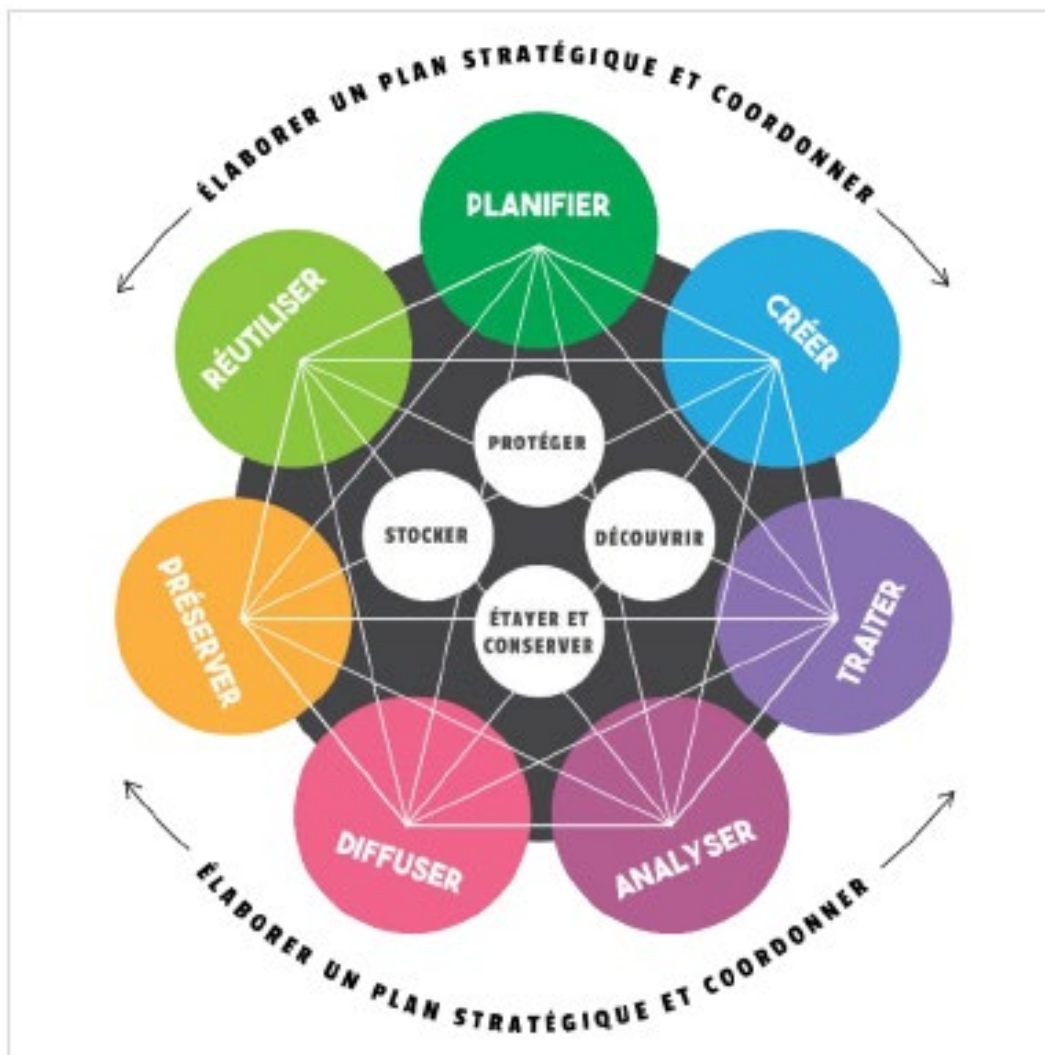 ÉLABORER UN PLAN STRATÉGIQUE ET COORDONNER
PLANIFIER
CRÉER
TRAITER
ANALYSER
DIFFUSER
PRÉSERVER
RÉUTILISER
PROTÉGER
STOCKER
DÉCOUVRIR
ÉTAYER ET
CONSERVER
ÉLABORER UN PLAN STRATÉGIQUE ET COORDONNER